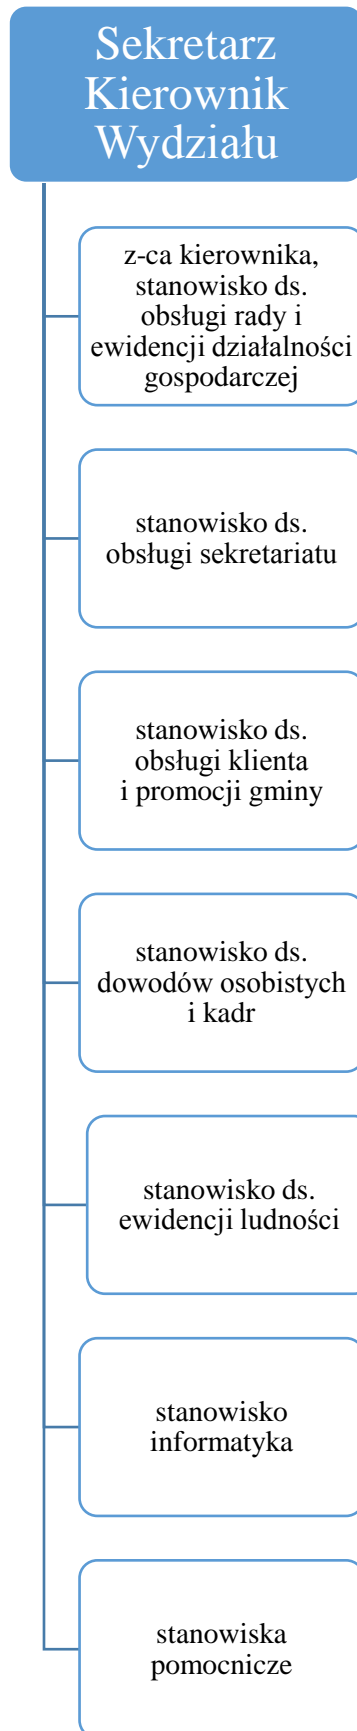 Sekretarz
Kierownik
Wydziału
z-ca kierownika,
stanowisko ds.
obsługi rady i
ewidencji działalności
gospodarczej
stanowisko ds.
obsługi sekretariatu
stanowisko ds.
obsługi klienta
i promocji gminy
stanowisko ds.
dowodów osobistych
i kadr
stanowisko ds.
ewidencji ludności
stanowisko
informatyka
stanowiska
pomocnicze